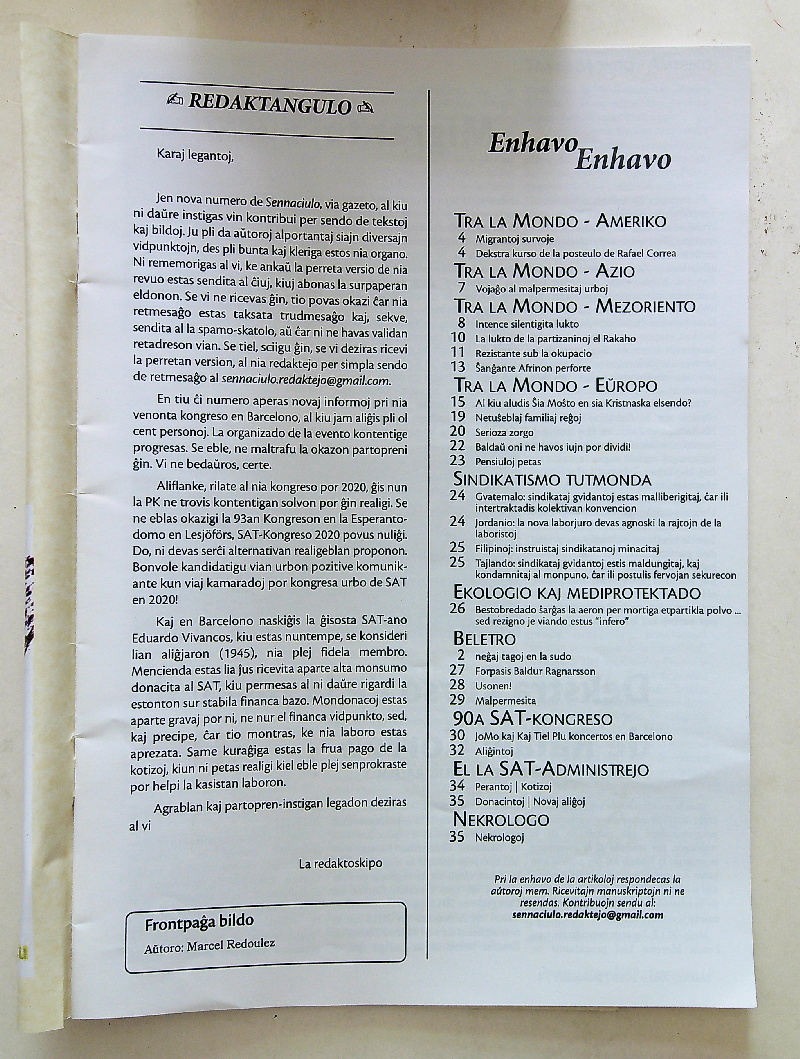 REDAKTANGULO
Karaj legantoj,
Jen nova numero de Sennaciulo, via gazeto, al kiu
ni daŭre instigas vin kontribui per sendo de tekstoj
kaj bildoj. Ju pli da aŭtoroj alportantaj siajn diversajn
vidpunktojn, des pli bunta kaj kleriga estos nia organo.
Ni rememorigas al vi, ke ankaŭ la perreta versio de nia
revuo estas sendita al ĉiuj, kiuj abonas la surpaperan
eldonon. Se vi ne ricevas ĝin, tio povas okazi ĉar nia
retmesaĝo estas taksata trudmesaĝo kaj, sekve,
sendita al la spamo-skatolo, aŭ ĉar ni ne havas validan
retadreson vian. Se tiel, sciigu ĝin, se vi deziras ricevi
la perretan version, al nia redaktejo per simpla sendo
de retmesaĝo al sennaciulo.redaktejo@gmail.com.
En tiu ĉi numero aperas novaj informoj pri nia
venonta kongreso en Barcelono, al kiu jam aliĝis pli ol
cent personoj. La organizado de la evento kontentige
progresas. Se eble, ne maltrafu la okazon partopreni
ĝin. Vi ne bedaŭros, certe.
Aliflanke, rilate al nia kongreso por 2020, ĝis nun
la PK ne trovis kontentigan solvon por ĝin realigi. Se
ne eblas okazigi la 93an Kongreson en la Esperanto-
domo en Lesjöförs, SAT-Kongreso 2020 povus nuliĝi.
Do, ni devas serĉi alternativan realigeblan proponon.
Bonvole kandidatigu vian urbon pozitive komunik-
ante kun viaj kamaradoj por kongresa urbo de SAT
en 2020!
Kaj en Barcelono naskiĝis la ĝisosta SAT-ano
Eduardo Vivancos, kiu estas nuntempe, se konsideri
lian aliĝjaron (1945), nia plej fidela membro.
Mencienda estas lia ĵus ricevita aparte alta monsumo
donacita al SAT, kiu permesas al ni daŭre rigardi la
estonton sur stabila financa bazo. Mondonacoj estas
aparte gravaj por ni, ne nur el financa vidpunkto, sed,
kaj precipe, ĉar tio montras, ke nia laboro estas
aprezata. Same kuraĝiga estas la frua pago de la
kotizoj, kiun ni petas realigi kiel eble plej senprokraste
por helpi la kasistan laboron.
Agrablan kaj partopren-instigan legadon deziras
al vi
La redaktoskipo
Frontpaĝa bildo
Aŭtoro: Marcel Redoulez
Enhavo
Enhavo
TRA LA MONDO - AMERIKO
4 Migrantoj survoje
4 Dekstra kurso de la posteulo de Rafael Correa
TRA LA MONDO - AZIO
7 Vojaĝo al malpermesitaj urboj
TRA LA MONDO - MEZORIENTO
8 Intence silentigita lukto
10 La lukto de la partizaninoj el Rakaho
11 Rezistante sub la okupacio
13 Ŝanĝante Afrinon perforte
TRA LA MONDO - EŬROPO
15 Al kiu aludis Ŝia Moŝto en sia Kristnaska elsendo?
19 Netuŝeblaj familiaj reĝoj
20 Serioza zorgo
22 Baldaŭ oni ne havos iujn por dividi!
23 Pensiuloj petas
SINDIKATISMO TUTMONDA
24 Gvatemalo: sindikataj gvidantoj estas malliberigitaj, ĉar ili
intertraktadis kolektivan konvencion
24 Jordanio: la nova laborjuro devas agnoski la rajtojn de la
laboristoj
25 Filipinoj: instruistaj sindikatanoj minacitaj
25 Tajlando: sindikataj gvidantoj estis maldungitaj, kaj
kondamnitaj al monpuno, ĉar ili postulis fervojan sekurecon
EKOLOGIO KAJ MEDIPROTEKTADO
26 Bestobredado ŝarĝas la aeron per mortiga etpartikla polvo ...
sed rezigno je viando estus "infero"
BELETRO
2 neĝaj tagoj en la sudo
27 Forpasis Baldur Ragnarsson
28 Usonen!
29 Malpermesita
90A SAT-KONGRESO
30 JoMo kaj Kaj Tiel Plu koncertos en Barcelono
32 Aliĝintoj
EL LA SAT-ADMINISTREJO
34 Perantoj | Kotizoj
35 Donacintoj | Novaj aliĝoj
NEKROLOGO
35 Nekrologoj
Pri la enhavo de la artikoloj respondecas la
aŭtoroj mem. Ricevitajn manuskriptojn ni ne
resendas. Kontribuojn sendu al:
sennaciulo.redaktejo@gmail.com